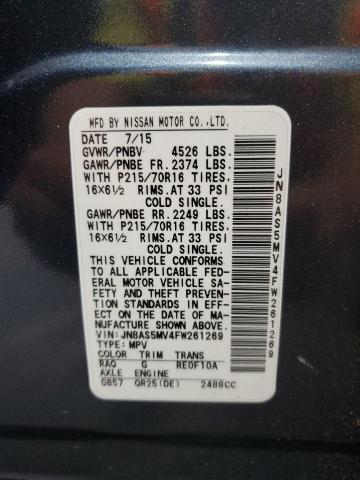 MFD BY NISSAN MOTOR CO.,LTD.
DATE 7/15
GVWR/PNBV 4526 LBS.
GAWR/PNBE FR. 2374 LBS.
WITH P215/70R16 TIRES
16X6½ RIMS.AT 33 PSI
COLD SINGLE.
GAWR/PNBE RR. 2249 LBS.
WITH P215/70R16 TIRES
16X6½ RIMS.AT 33 PSI
COLD SINGLE.
THIS VEHICLE CONFORMS
TO ALL APPLICABLE FED-
ERAL MOTOR VEHICLE SA-
FETY AND THEFT PREV-
ENTION STANDARDS IN EFF-
ECT ON THE DATE OF MA-
NUFACTURE SHOWN ABOVE.
VIN: JN8AS5MV4FW261269
TYPE: MPV
COLOR TRIM TRANS
RAQ G RE0F10A
AXLE ENGINE
GB57 QR25(DE) 2488CC
JN8AS5MV4FW261269